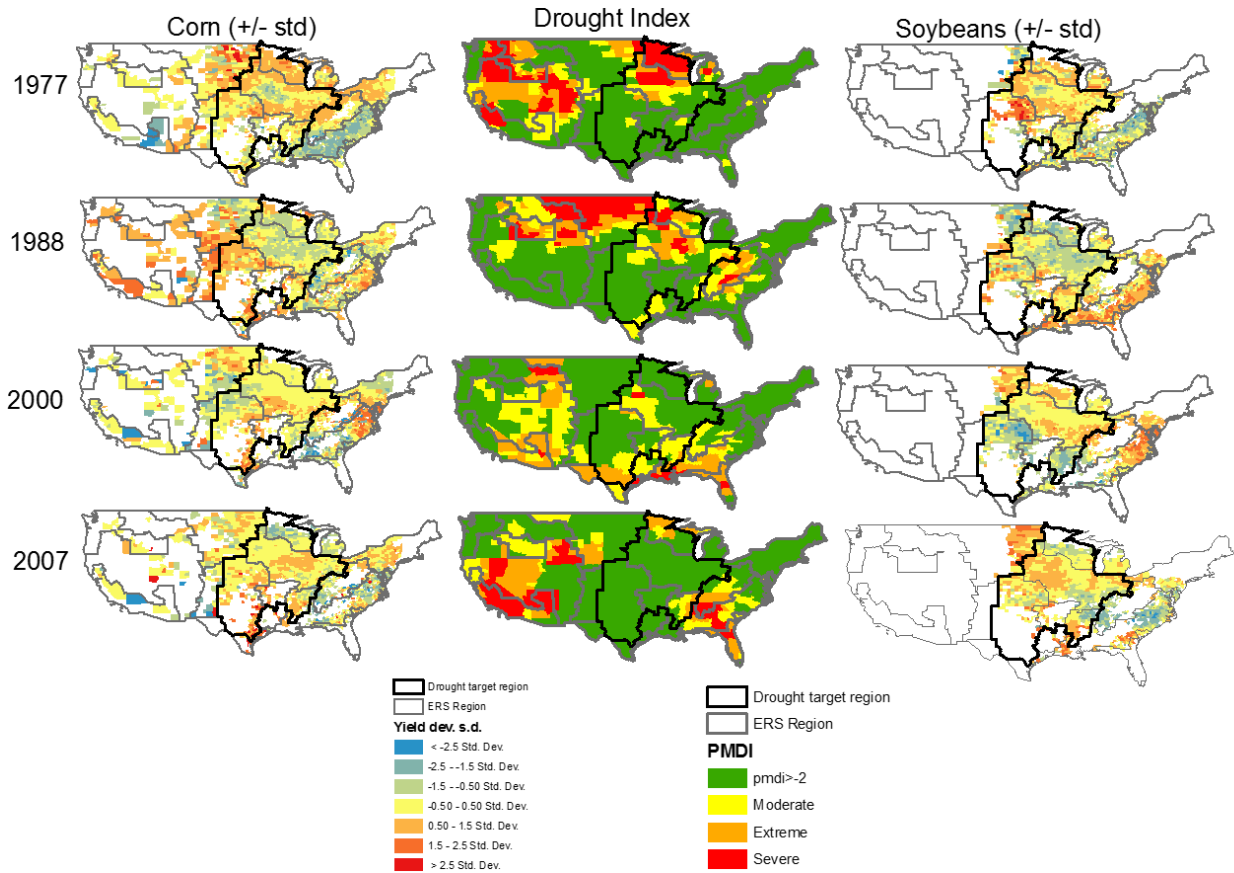 Corn (+/- std)
Drought Index
Soybeans (+/- std)
1977
1988
2000
2007
Drought target region
ERS Region
Yield dev. s.d.
< -2.5 Std. Dev.
-2.5 - -1.5 Std. Dev.
-1.5 - -0.50 Std. Dev.
-0.50 - 0.50 Std. Dev.
0.50 - 1.5 Std. Dev.
1.5 - 2.5 Std. Dev.
> 2.5 Std. Dev.
Drought target region
ERS Region
PMDI
pmdi>-2
Moderate
Extreme
Severe